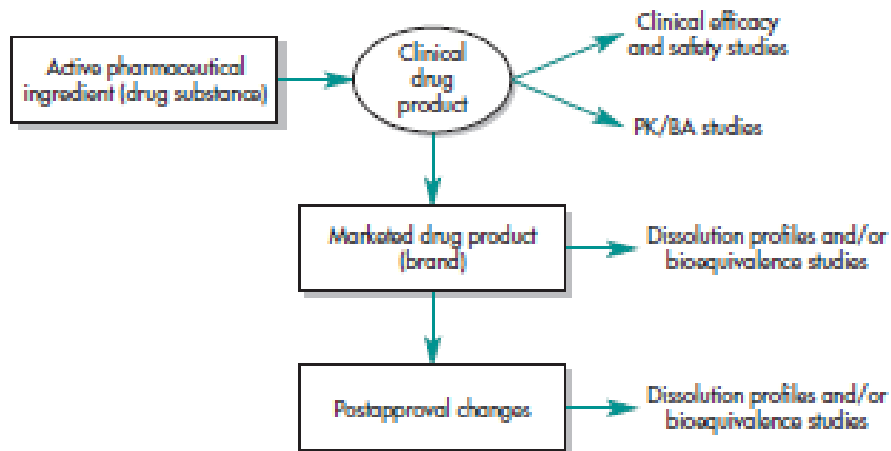 Clinical efficacy
and safety studies
Active pharmaceutical
ingredient (drug substance)
Clinical
drug
product
PK/BA studies
Marketed drug product
(brand)
Dissolution profiles and/or
bioequivalence studies
Postapproval changes
Dissolution profiles and/or
bioequivalence studies